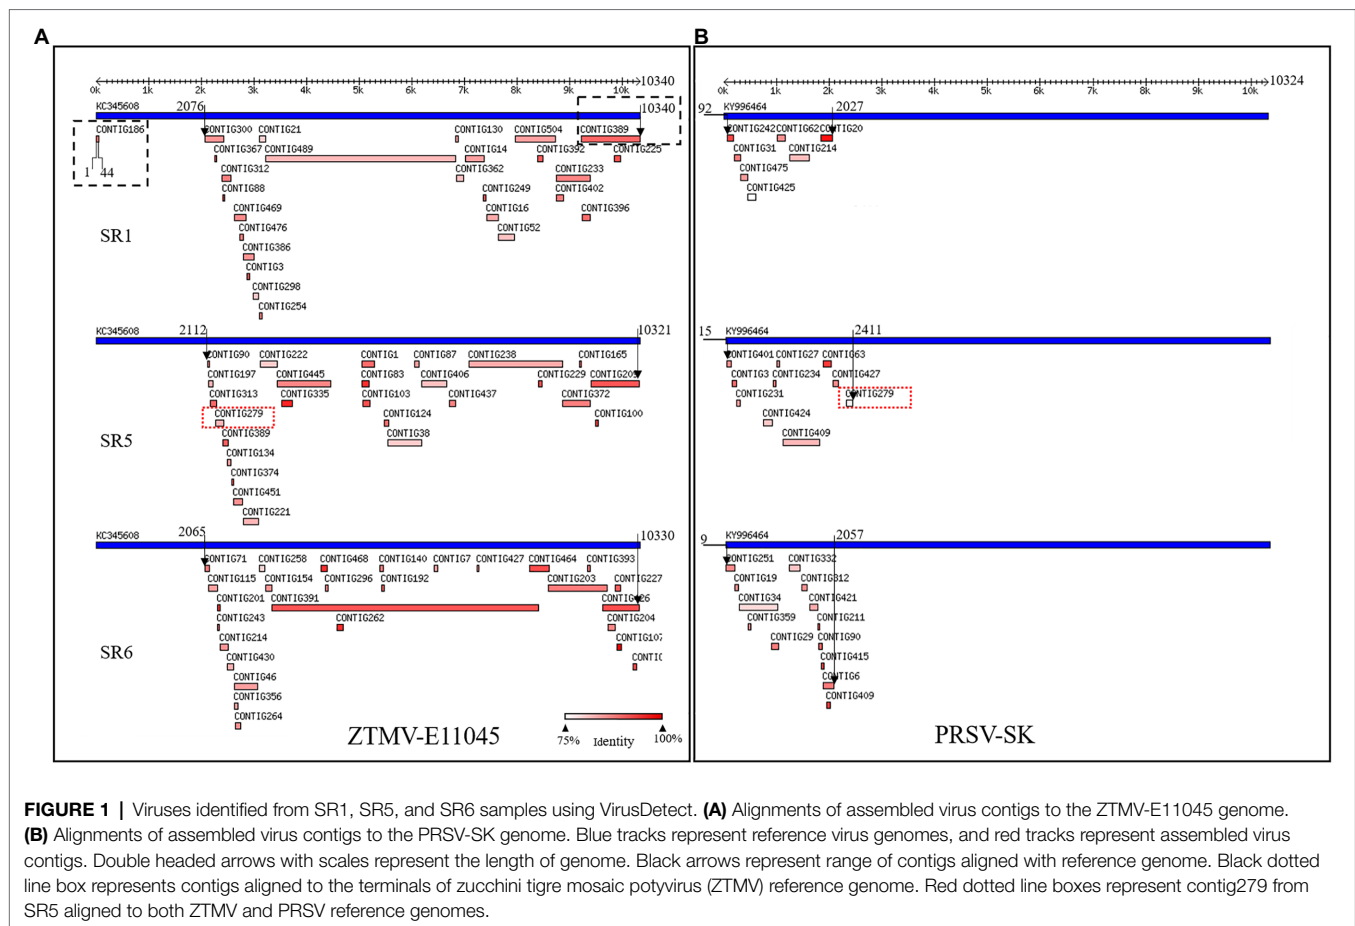 A
B
10340
0K 1k 2k 3k 4k 5k 6k 7k 8k 9k 10k
KC345608 2076 10340
CONTIG186 CONTIG300 CONTIG21 CONTIG130 CONTIG504 CONTIG389
CONTIG367 CONTIG489 CONTIG14 CONTIG392 CONTIG225
1 44 CONTIG312 CONTIG362 CONTIG233
CONTIG88 CONTIG249 CONTIG402
CONTIG469 CONTIG16 CONTIG396
CONTIG476 CONTIG52
SR1
CONTIG386
CONTIG3
CONTIG298
CONTIG254
KC345608 2112 10321
CONTIG90 CONTIG222 CONTIG1 CONTIG87 CONTIG238 CONTIG165
CONTIG197 CONTIG445 CONTIG83 CONTIG406 CONTIG229
CONTIG313 CONTIG335 CONTIG103 CONTIG437 CONTIG372
CONTIG279 CONTIG124 CONTIG100
CONTIG389 CONTIG38
SR5
CONTIG134
CONTIG374
CONTIG451
CONTIG221
KC345608 2065 10330
CONTIG71 CONTIG258 CONTIG468 CONTIG140 CONTIG7 CONTIG427 CONTIG464 CONTIG393
CONTIG115 CONTIG154 CONTIG296 CONTIG192 CONTIG203 CONTIG227
CONTIG201 CONTIG391
CONTIG243 CONTIG262 CONTIG204
CONTIG214 CONTIG107
SR6
CONTIG430
CONTIG46
CONTIG356
CONTIG264
ZTMV-E11045
75% Identity 100%
10324
0K 1k 2k 3k 4k 5k 6k 7k 8k 9k 10k
92 KY996464 2027
CONTIG242 CONTIG62 CONTIG20
CONTIG31 CONTIG214
CONTIG475
CONTIG425
15 KY996464 2411
CONTIG401 CONTIG27 CONTIG63
CONTIG3 CONTIG234 CONTIG427
CONTIG231 CONTIG279
CONTIG424
CONTIG409
9 KY996464 2057
CONTIG251 CONTIG332
CONTIG19 CONTIG312
CONTIG34 CONTIG421
CONTIG359 CONTIG211
CONTIG29 CONTIG90
CONTIG415
CONTIG6
CONTIG409
PRSV-SK
FIGURE 1 | Viruses identified from SR1, SR5, and SR6 samples using VirusDetect. (A) Alignments of assembled virus contigs to the ZTMV-E11045 genome.
(B) Alignments of assembled virus contigs to the PRSV-SK genome. Blue tracks represent reference virus genomes, and red tracks represent assembled virus
contigs. Double headed arrows with scales represent the length of genome. Black arrows represent range of contigs aligned with reference genome. Black dotted
line box represents contigs aligned to the terminals of zucchini tigre mosaic potyvirus (ZTMV) reference genome. Red dotted line boxes represent contig279 from
SR5 aligned to both ZTMV and PRSV reference genomes.